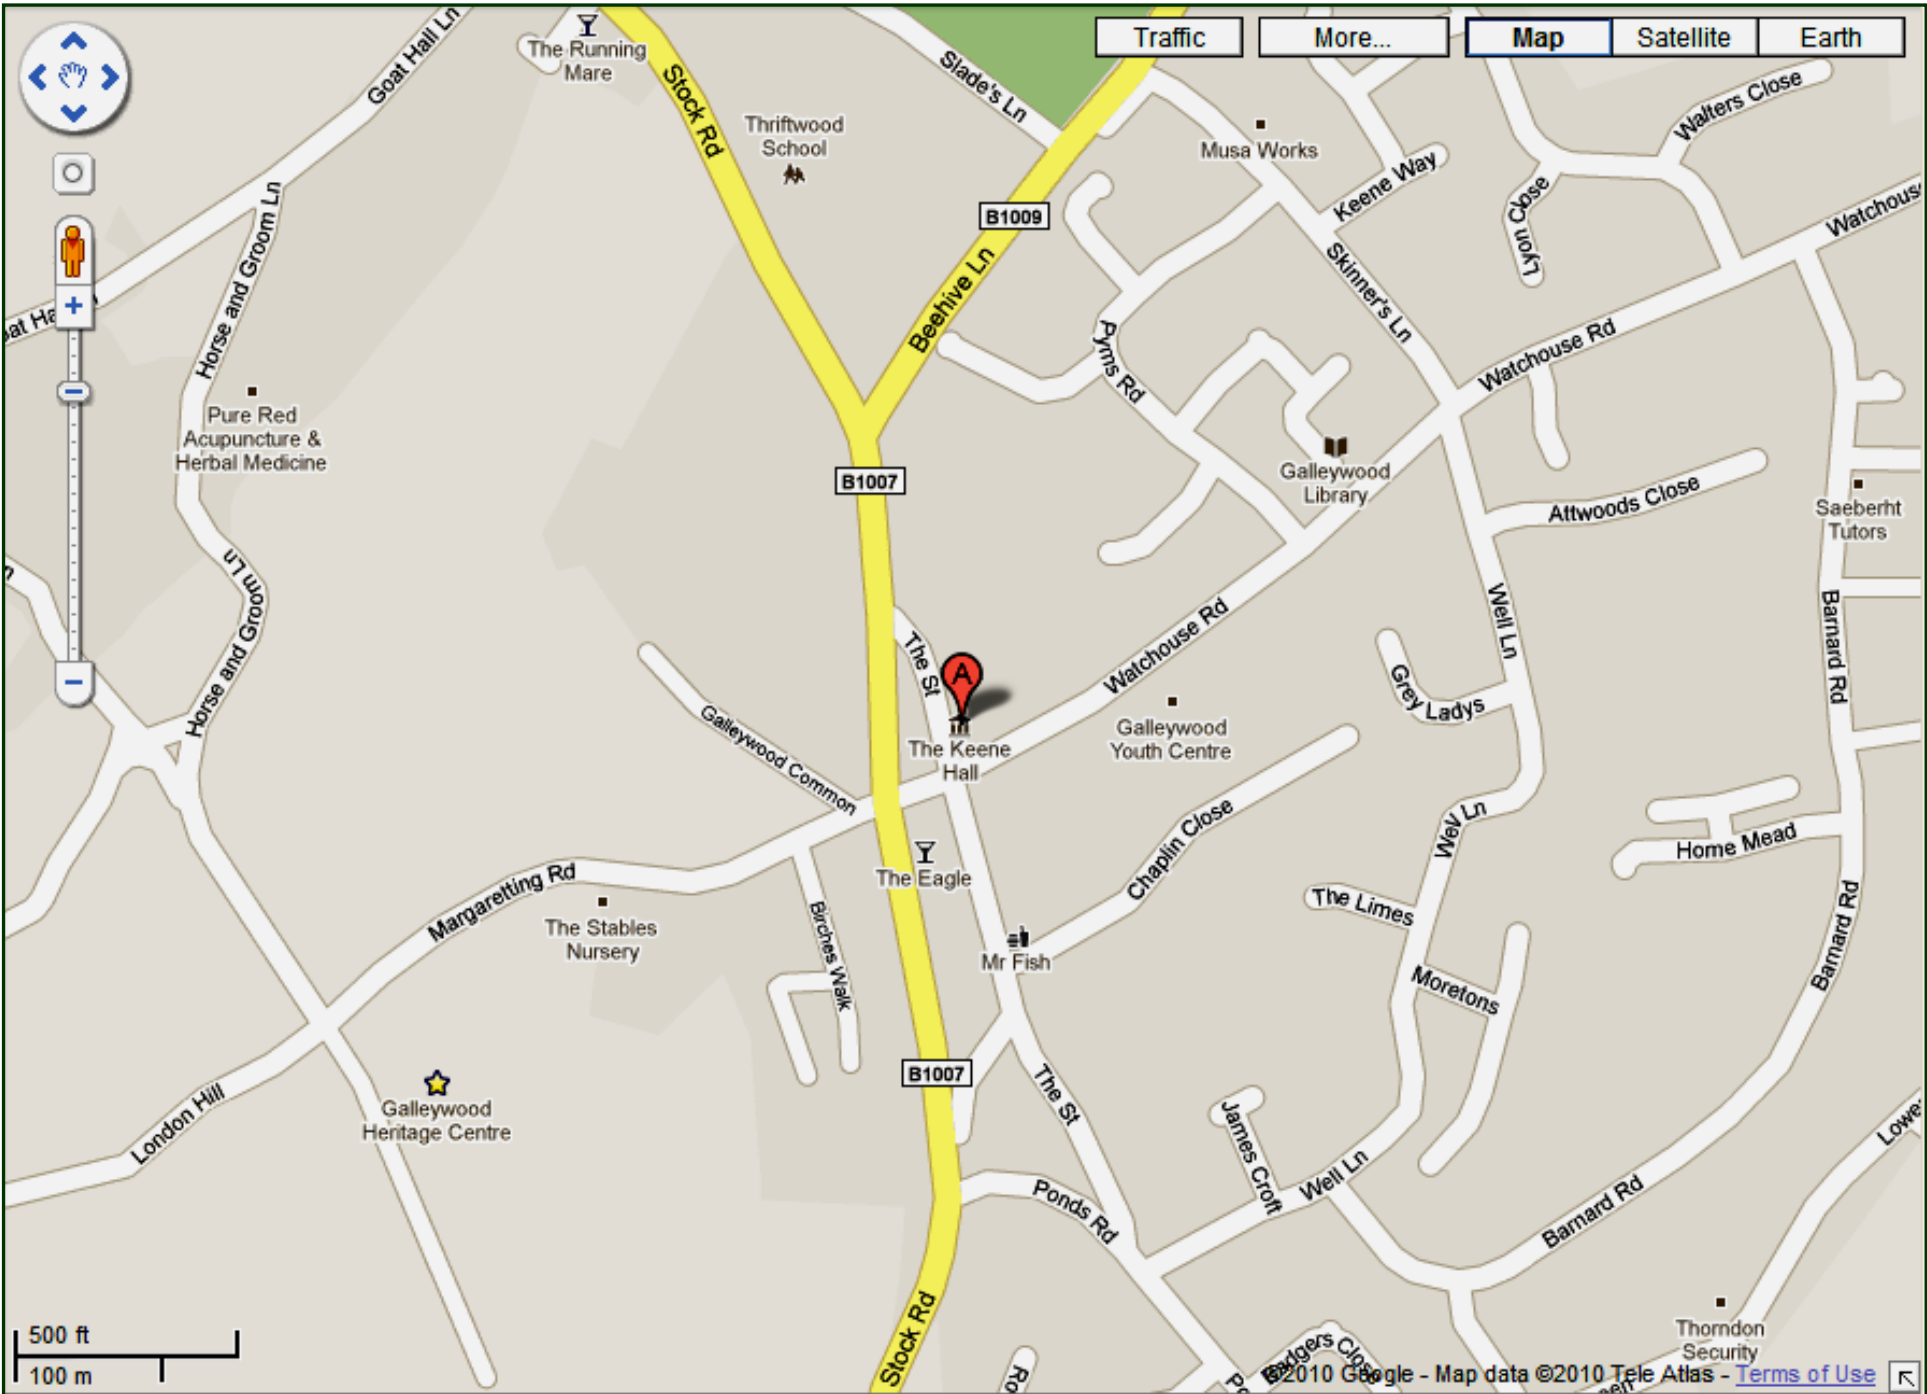 Traffic
More...
Map
Satellite
Earth
Goat Hall Ln
The Running
Mare
Stock Rd
Slade's Ln
Thriftwood
School
Musa Works
Walters Close
Keene Way
Lyon Close
B1009
Beehive Ln
Horse and Groom Ln
Skinner's Ln
Pyms Rd
Watchouse Rd
Pure Red
Acupuncture &
Herbal Medicine
B1007
Galleywood
Library
Attwoods Close
Saeberht
Tutors
Horse and Groom Ln
Horse and Groom Ln
Well Ln
Barnard Rd
The St
A
Watchouse Rd
Grey Ladys
Galleywood Common
The Keene
Hall
Galleywood
Youth Centre
Chaplin Close
Well Ln
Home Mead
The Eagle
Margaretting Rd
The Stables
Nursery
Birches Walk
Mr Fish
The Limes
Moretons
Barnard Rd
B1007
The St
London Hill
Galleywood
Heritage Centre
James Croft
Well Ln
Ponds Rd
Barnard Rd
Stock Rd
Thorndon
Security
Badgers Close
500 ft
100 m
©2010 Google - Map data ©2010 Tele Atlas - Terms of Use